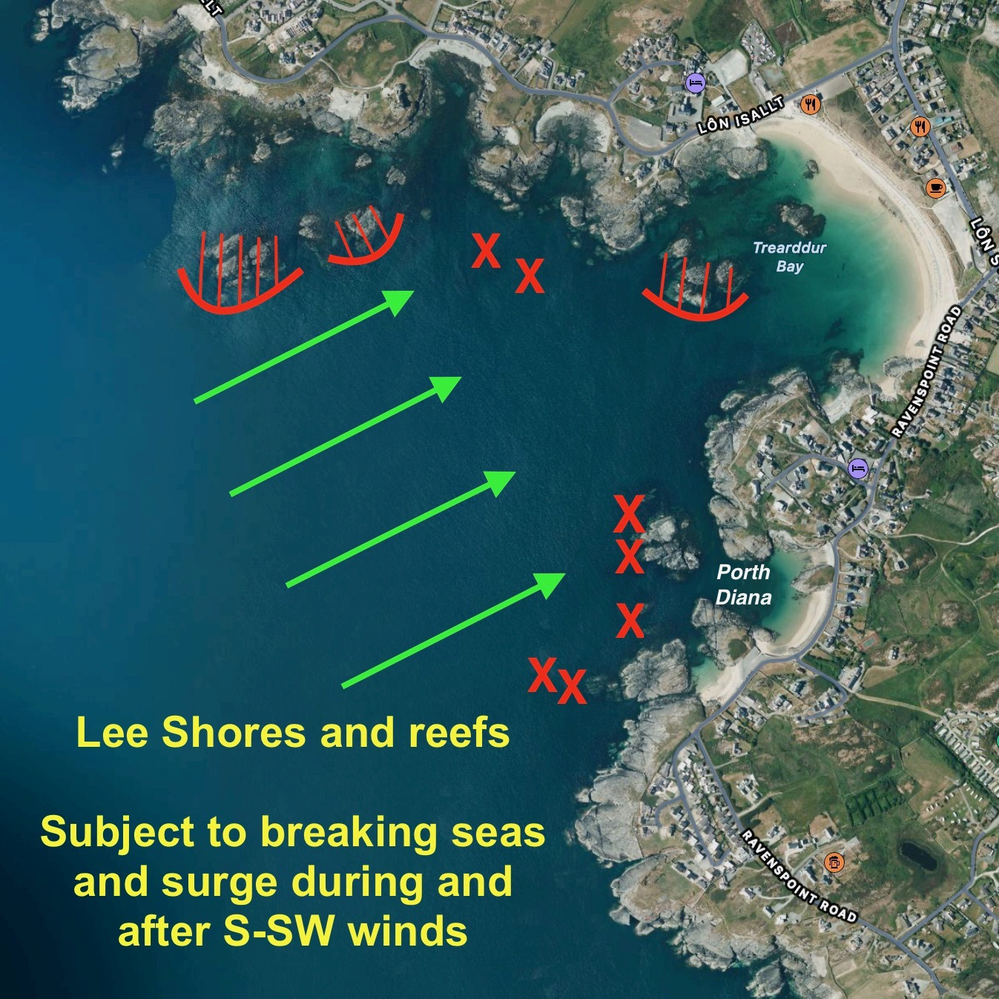 LLT
LÔN ISALLT
LÔN S
Trearddur
Bay
RAVENSPOINT ROAD
X
X
X
X
Porth
Diana
X
X
X
Lee Shores and reefs
Subject to breaking seas
and surge during and
after S-SW winds
RAVENSPOINT ROAD